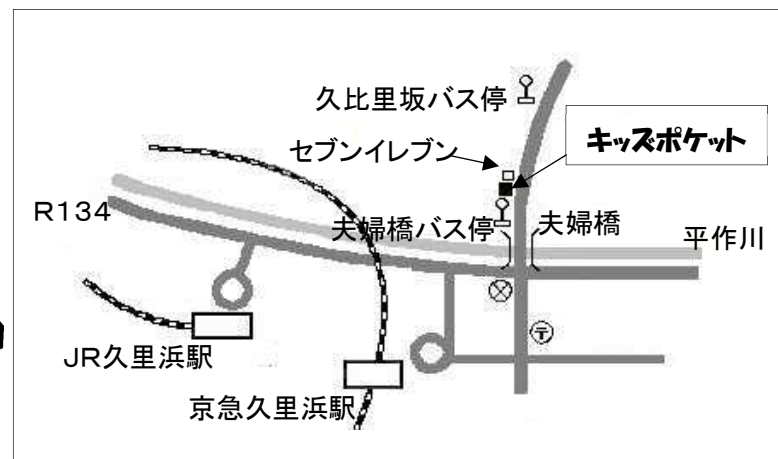 久比里坂バス停
キッズポケット
セブンイレブン
R134
夫婦橋バス停
夫婦橋
平作川
〒
JR久里浜駅
京急久里浜駅